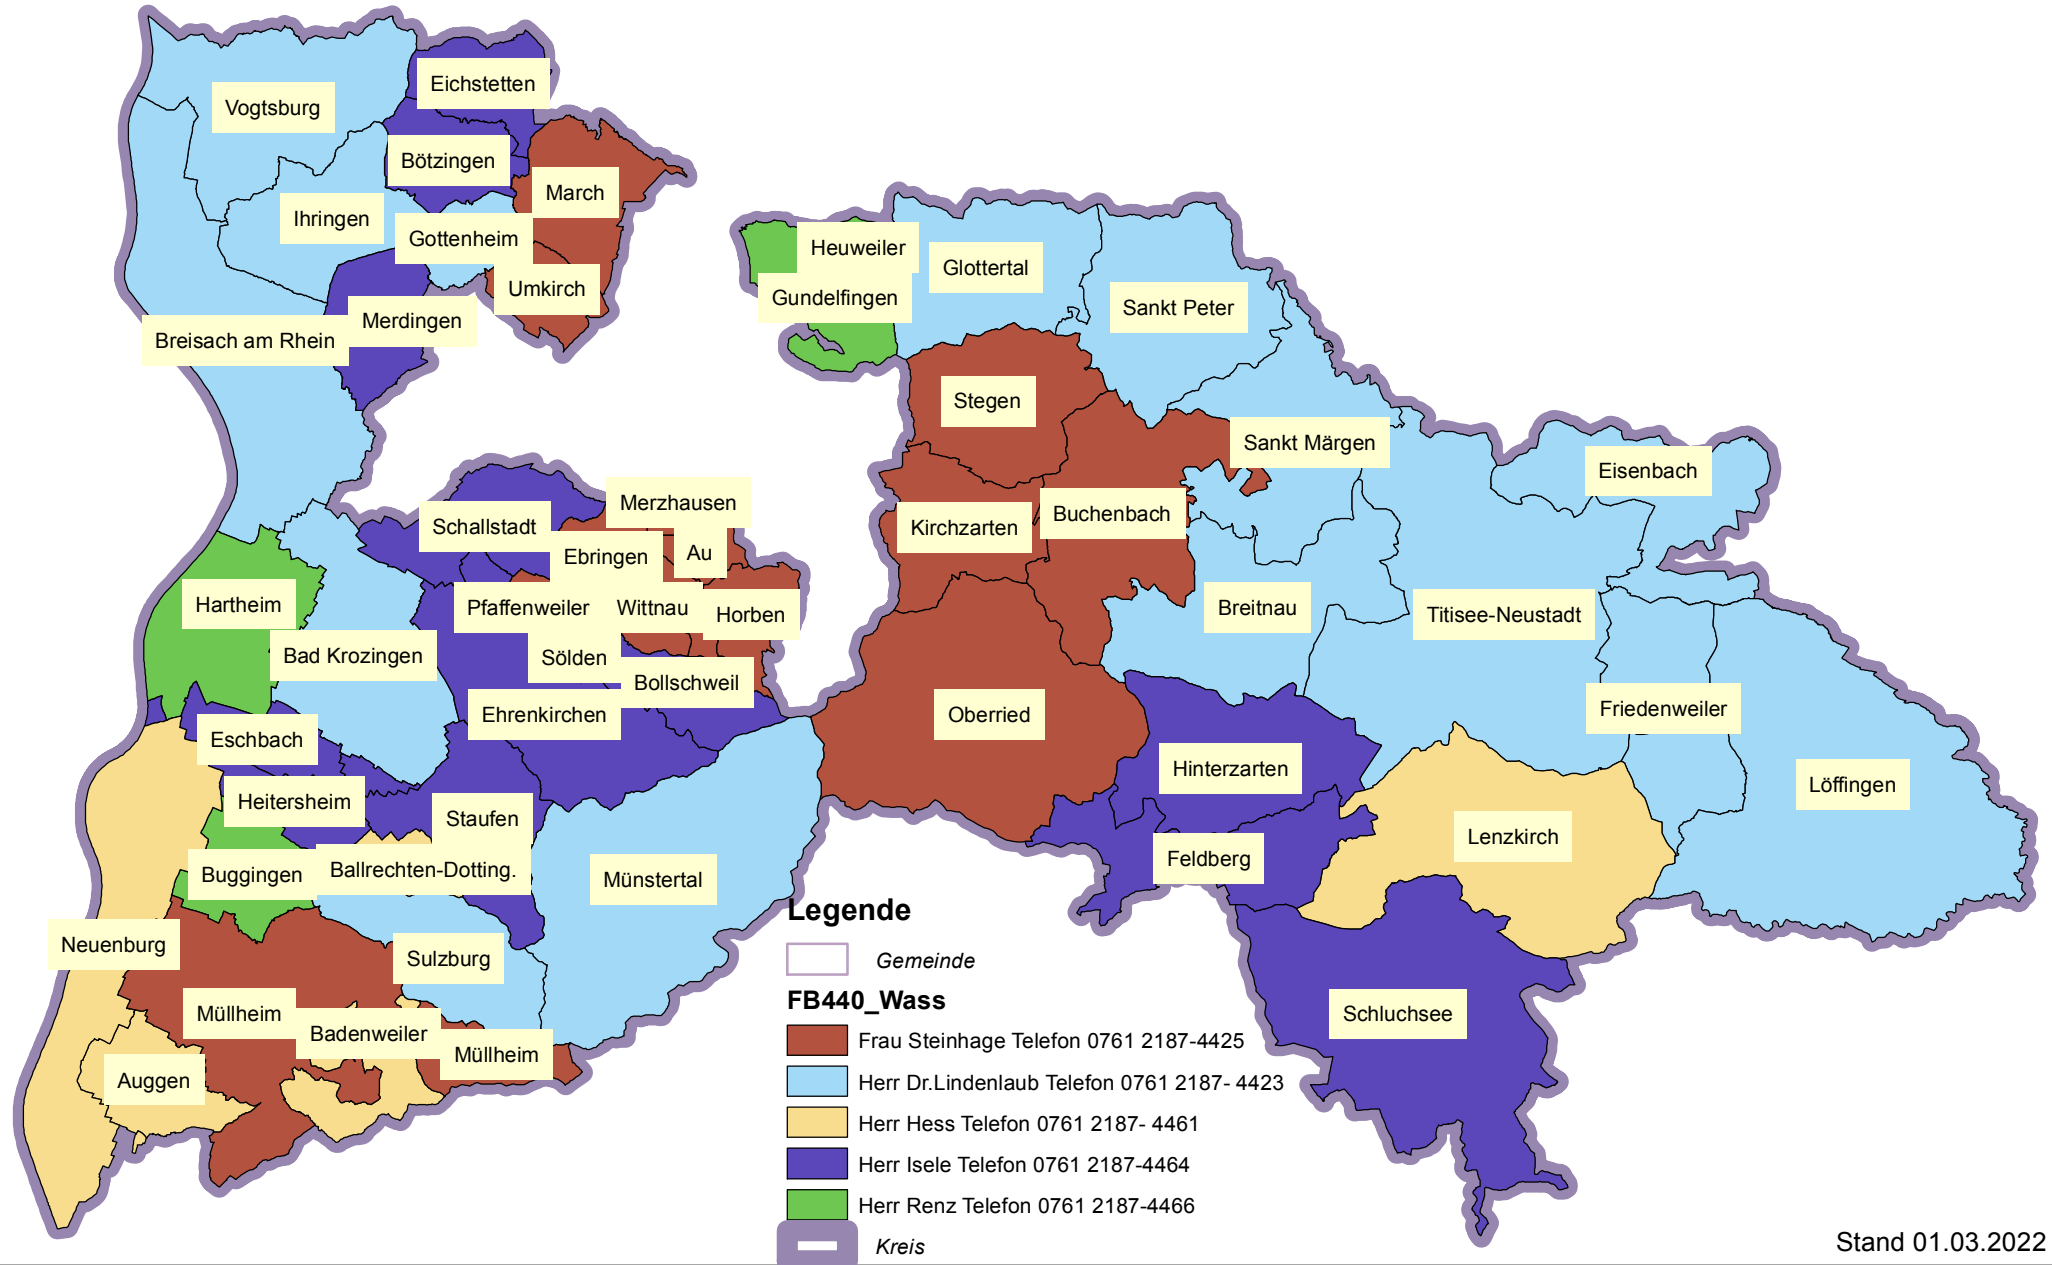 Eichstetten
Vogtsburg
Bötzingen
March
Ihringen
Gottenheim
Heuweiler
Glottertal
Umkirch
Gundelfingen
Sankt Peter
Merdingen
Breisach am Rhein
Stegen
Sankt Märgen
Eisenbach
Merzhausen
Schallstadt
Buchenbach
Kirchzarten
Ebringen
Au
Hartheim
Pfaffenweiler
Wittnau
Horben
Breitnau
Titisee-Neustadt
Bad Krozingen
Sölden
Bollschweil
Ehrenkirchen
Oberried
Friedenweiler
Eschbach
Hinterzarten
Löffingen
Heitersheim
Staufen
Lenzkirch
Feldberg
Buggingen
Ballrechten-Dotting.
Münstertal
Neuenburg
Sulzburg
Müllheim
Schluchsee
Badenweiler
Müllheim
Auggen
Legende
Gemeinde
FB440_Wass
Frau Steinhage Telefon 0761 2187-4425
Herr Dr.Lindenlaub Telefon 0761 2187- 4423
Herr Hess Telefon 0761 2187- 4461
Herr Isele Telefon 0761 2187-4464
Herr Renz Telefon 0761 2187-4466
Kreis
Stand 01.03.2022